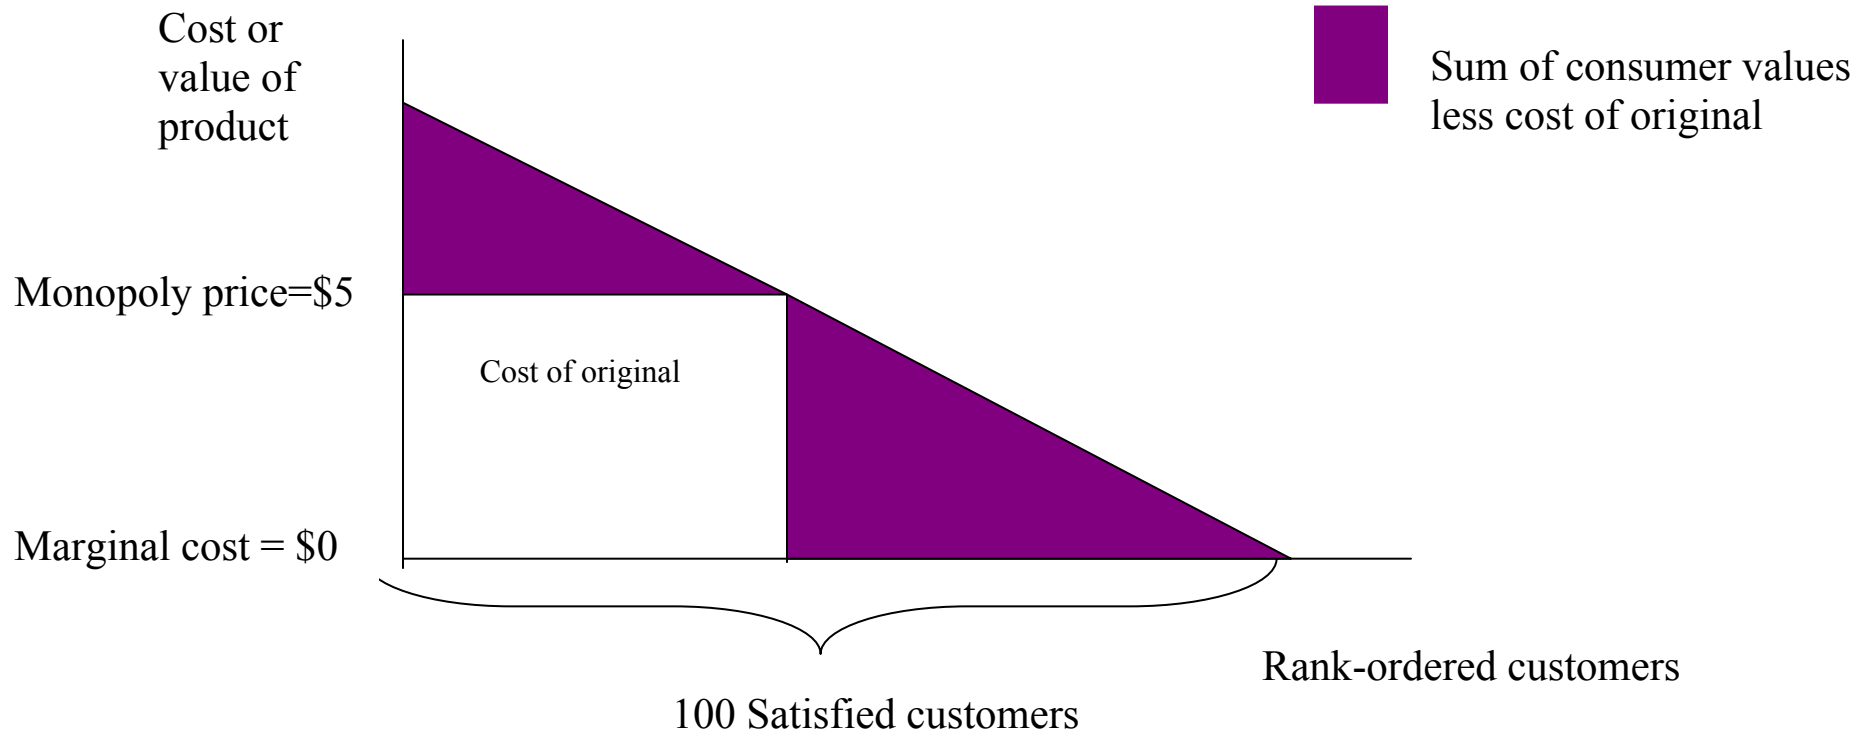 Cost or
value of
product
Sum of consumer values
less cost of original
Monopoly price=$5
Cost of original
Marginal cost = $0
Rank-ordered customers
100 Satisfied customers